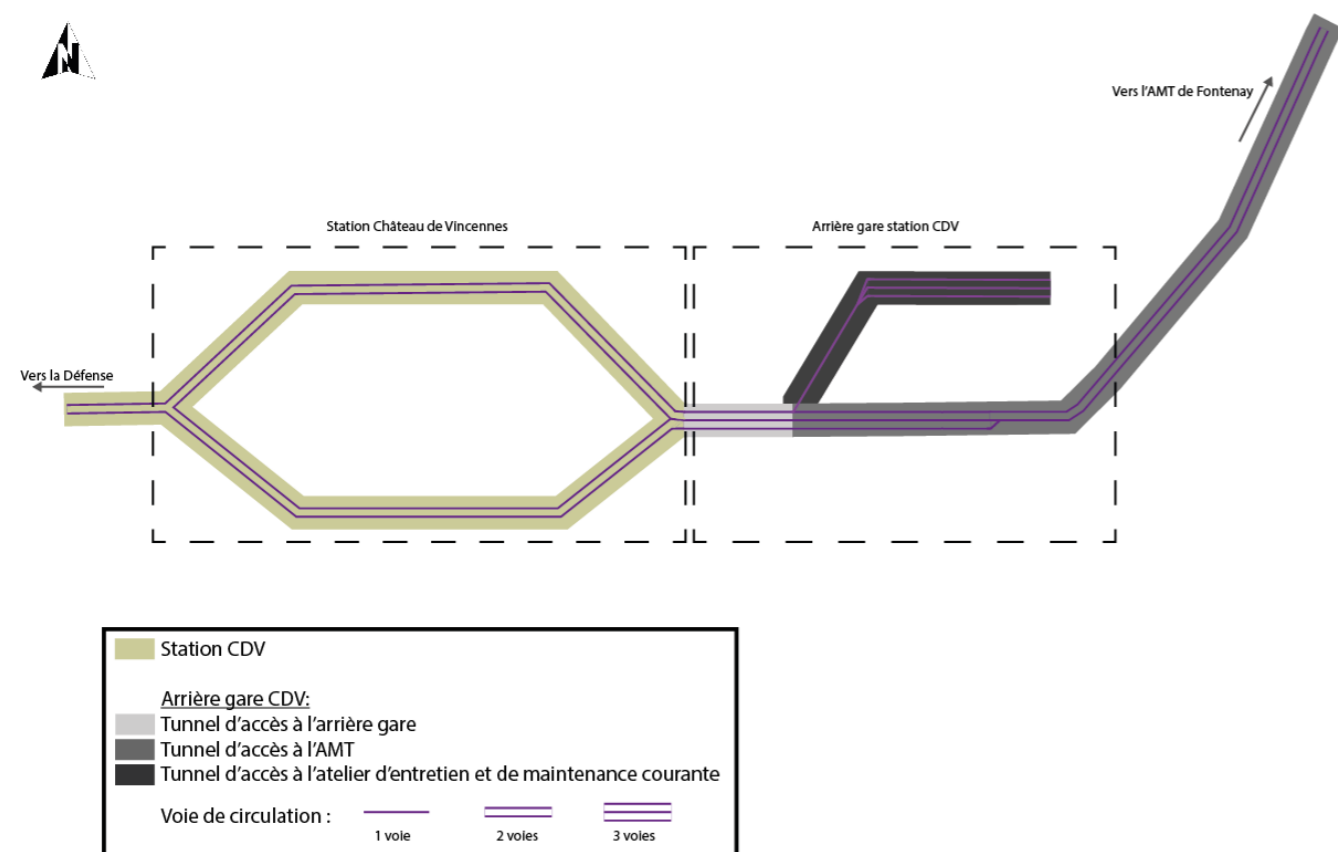 N
Vers l'AMT de Fontenay
Station Château de Vincennes
Arrière gare station CDV
Vers la Défense
Station CDV
Arrière gare CDV:
Tunnel d'accès à l'arrière gare
Tunnel d'accès à l'AMT
Tunnel d'accès à l'atelier d'entretien et de maintenance courante
Voie de circulation :
1 voie
2 voies
3 voies